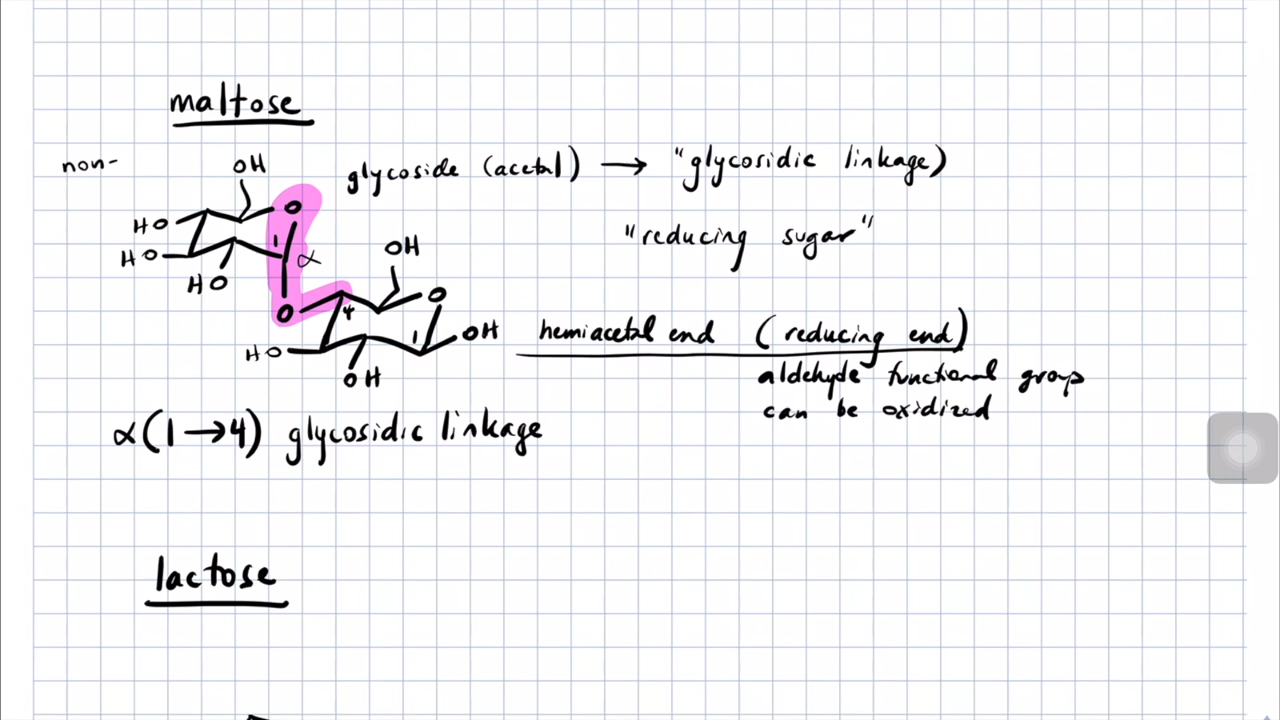 maltose
non-
OH
glycoside (acetal) → "glycosidic linkage)
O
HO
1
HO
α
"reducing sugar"
HO
OH
O
O
4
1
OH
hemiacetal end (reducing end)
HO
OH
aldehyde functional group
can be oxidized
α(1→4) glycosidic linkage
lactose